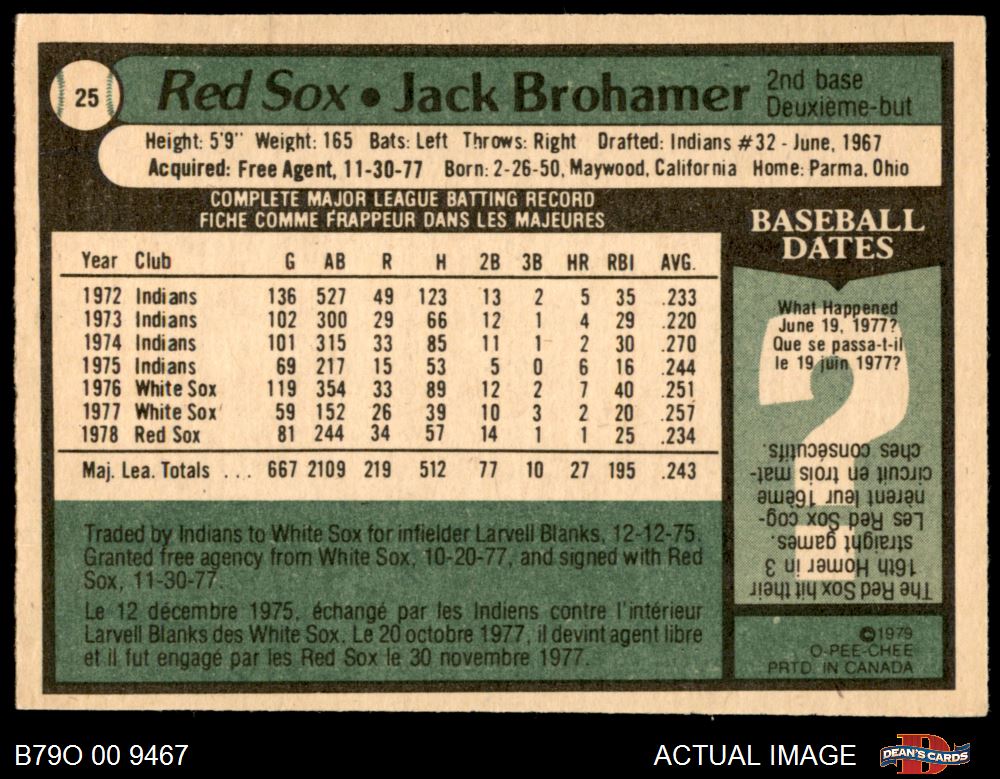 25
Red Sox • Jack Brohamer
2nd base
Deuxième-but
Height: 5'9" Weight: 165 Bats: Left Throws: Right Drafted: Indians #32 - June, 1967
Acquired: Free Agent, 11-30-77 Born: 2-26-50, Maywood, California Home: Parma, Ohio
COMPLETE MAJOR LEAGUE BATTING RECORD
FICHE COMME FRAPPEUR DANS LES MAJEURES
Year Club G AB R H 2B 3B HR RBI AVG.
1972 Indians 136 527 49 123 13 2 5 35 .233
1973 Indians 102 300 29 66 12 1 4 29 .220
1974 Indians 101 315 33 85 11 1 2 30 .270
1975 Indians 69 217 15 53 5 0 6 16 .244
1976 White Sox 119 354 33 89 12 2 7 40 .251
1977 White Sox 59 152 26 39 10 3 2 20 .257
1978 Red Sox 81 244 34 57 14 1 1 25 .234
Maj. Lea. Totals ... 667 2109 219 512 77 10 27 195 .243
Traded by Indians to White Sox for infielder Larvell Blanks, 12-12-75.
Granted free agency from White Sox, 10-20-77, and signed with Red
Sox, 11-30-77.
Le 12 décembre 1975, échangé par les Indiens contre l'intérieur
Larvell Blanks des White Sox. Le 20 octobre 1977, il devint agent libre
et il fut engagé par les Red Sox le 30 novembre 1977.
BASEBALL
DATES
What Happened
June 19, 1977?
Que se passa-t-il
le 19 juin 1977?
The Red Sox hit their
16th Homer in 3
straight games.
Les Red Sox cog-
nèrent leur 16ème
circuit en trois mat-
ches consécutifs.
©1979
O-PEE-CHEE
PRTD IN CANADA
B79O 00 9467
ACTUAL IMAGE
DEAN'S CARDS